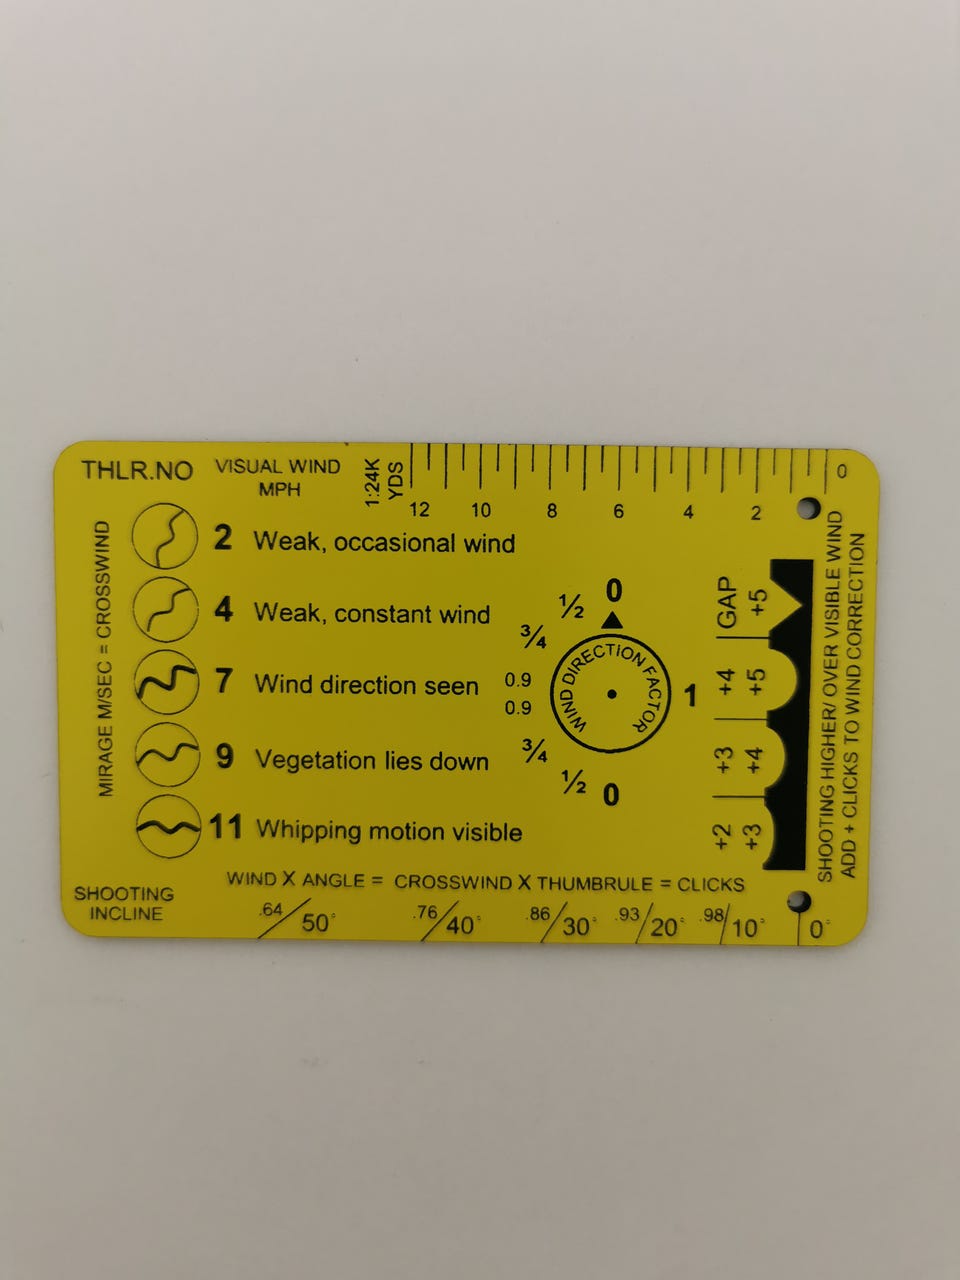 THLR.NO
VISUAL WIND
MPH
1:24K
YDS
12 10 8 6 4 2 0
MIRAGE M/SEC = CROSSWIND
2 Weak, occasional wind
4 Weak, constant wind
7 Wind direction seen
9 Vegetation lies down
11 Whipping motion visible
0
½
¾
0.9
0.9
¾
½
0
1
WIND DIRECTION FACTOR
GAP +5
+4 +5
+3 +4
+2 +3
SHOOTING HIGHER/ OVER VISIBLE WIND
ADD + CLICKS TO WIND CORRECTION
WIND X ANGLE = CROSSWIND X THUMBRULE = CLICKS
SHOOTING
INCLINE
.64/50° .76/40° .86/30° .93/20° .98/10° 0°